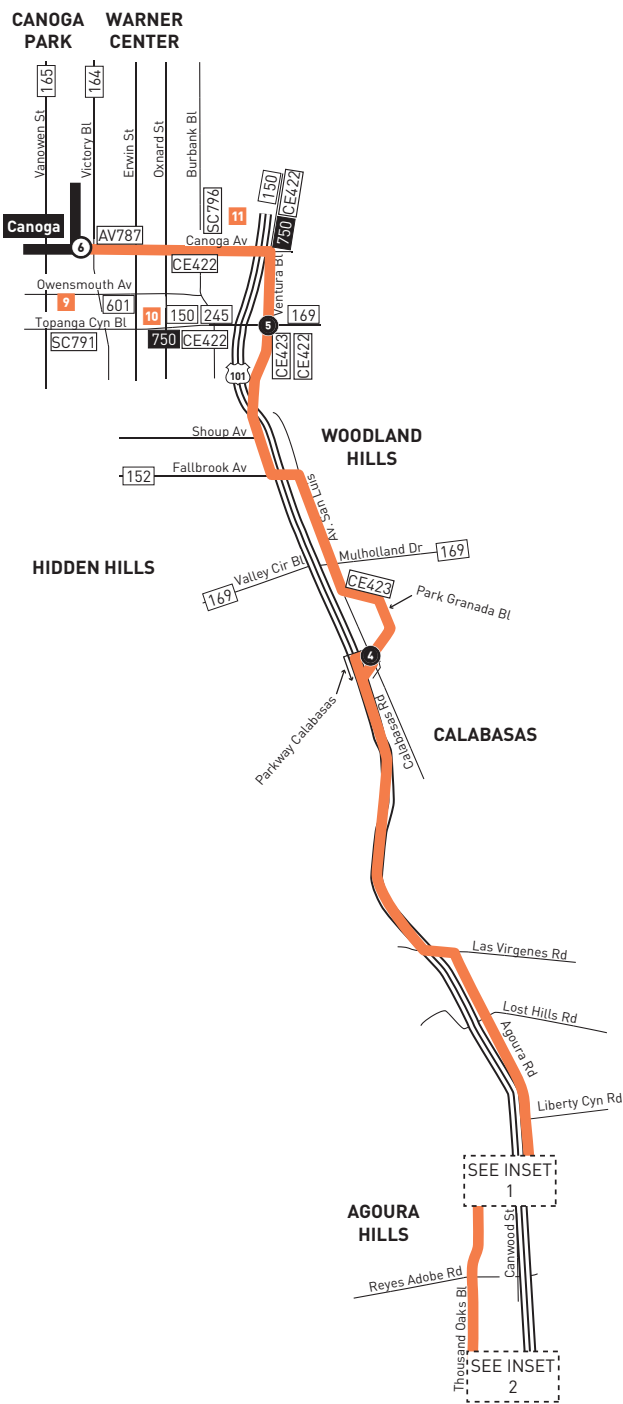 CANOGA
PARK
WARNER
CENTER
165
164
Vanowen St
Victory Bl
Erwin St
Oxnard St
Burbank Bl
SC796
11
150
CE422
750
Canoga
6
AV787
Canoga Av
CE422
Ventura Bl
Owensmouth Av
9
601
10
150
245
5
169
Topanga Cyn Bl
SC791
750
CE422
CE423
CE422
101
Shoup Av
WOODLAND
HILLS
152
Fallbrook Av
Av. San Luis
HIDDEN HILLS
Valley Cir Bl
169
Mulholland Dr
169
CE423
Park Granada Bl
4
Parkway Calabasas
Calabasas Rd
CALABASAS
Las Virgenes Rd
Lost Hills Rd
Agoura Rd
Liberty Cyn Rd
SEE INSET
1
AGOURA
HILLS
Canwood St
Reyes Adobe Rd
Thousand Oaks Bl
SEE INSET
2